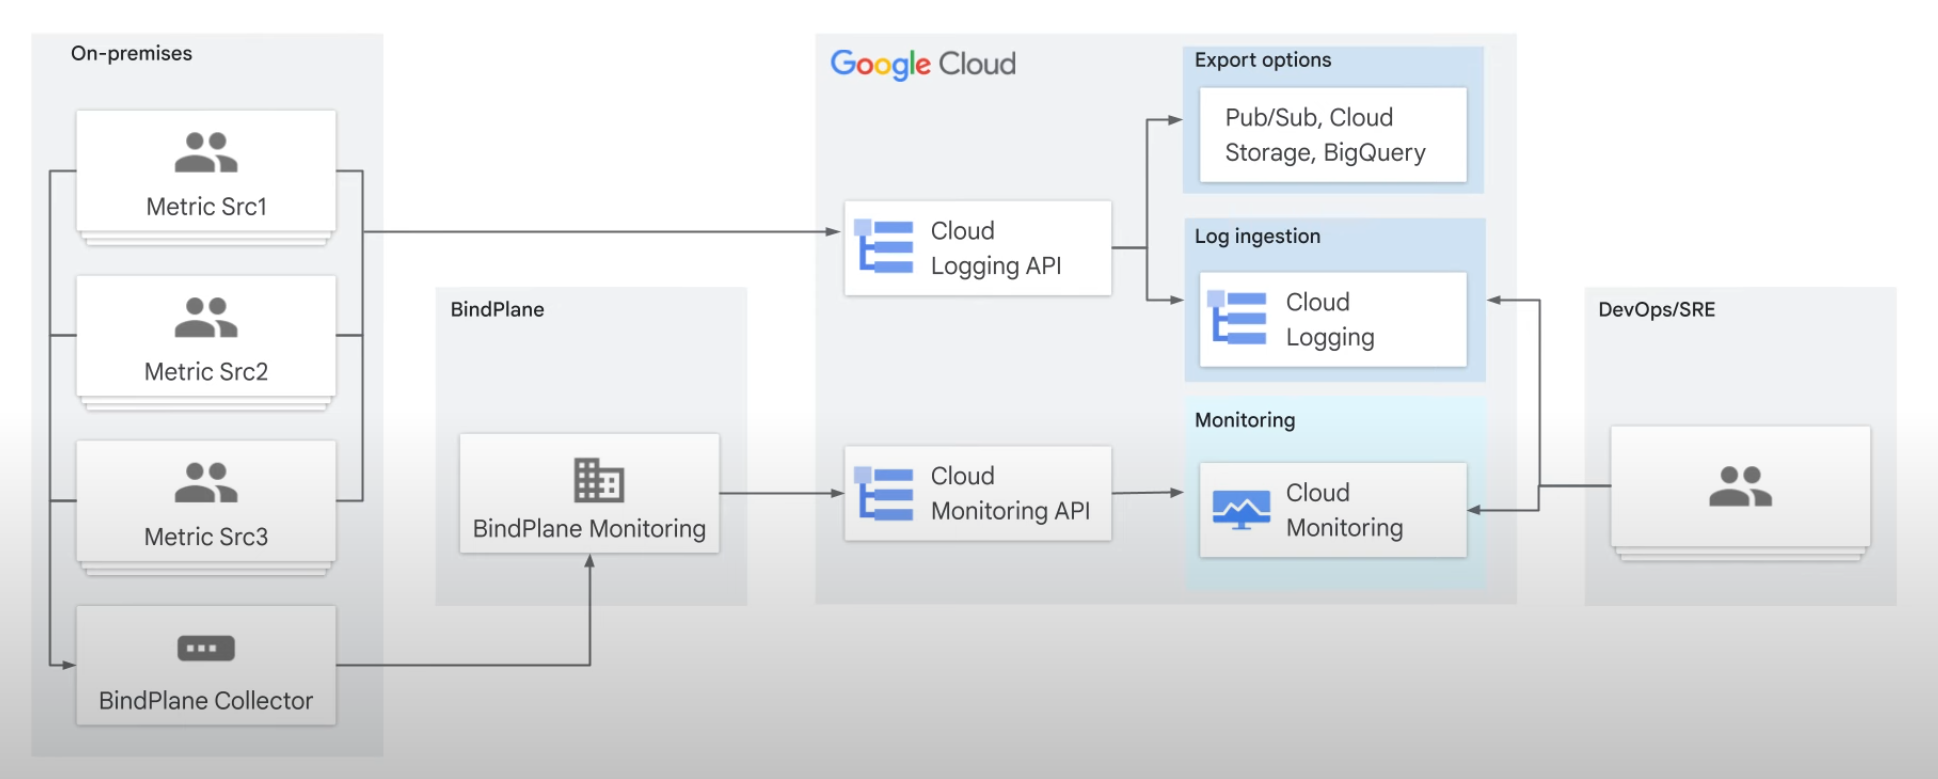 On-premises
Metric Src1
Metric Src2
Metric Src3
BindPlane Collector
BindPlane
BindPlane Monitoring
Google Cloud
Cloud
Logging API
Cloud
Monitoring API
Export options
Pub/Sub, Cloud
Storage, BigQuery
Log ingestion
Cloud
Logging
Monitoring
Cloud
Monitoring
DevOps/SRE